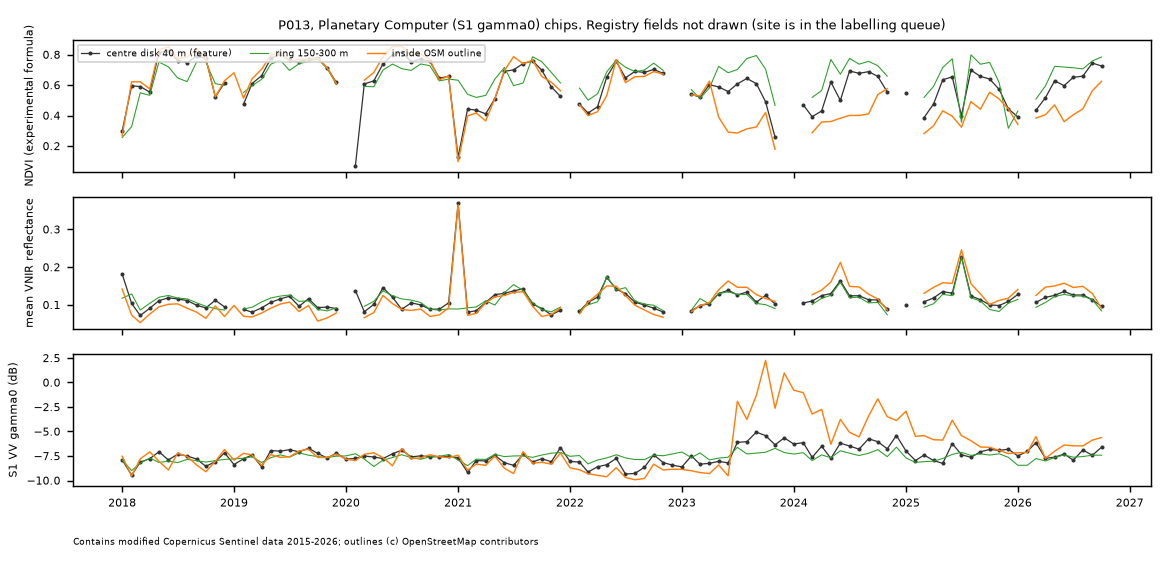 P013, Planetary Computer (S1 gamma0) chips. Registry fields not drawn (site is in the labelling queue)
centre disk 40 m (feature)
ring 150-300 m
inside OSM outline
NDVI (experimental formula)
0.8
0.6
0.4
0.2
mean VNIR reflectance
0.3
0.2
0.1
S1 VV gamma0 (dB)
2.5
0.0
−2.5
−5.0
−7.5
−10.0
2018
2019
2020
2021
2022
2023
2024
2025
2026
2027
Contains modified Copernicus Sentinel data 2015-2026; outlines (c) OpenStreetMap contributors